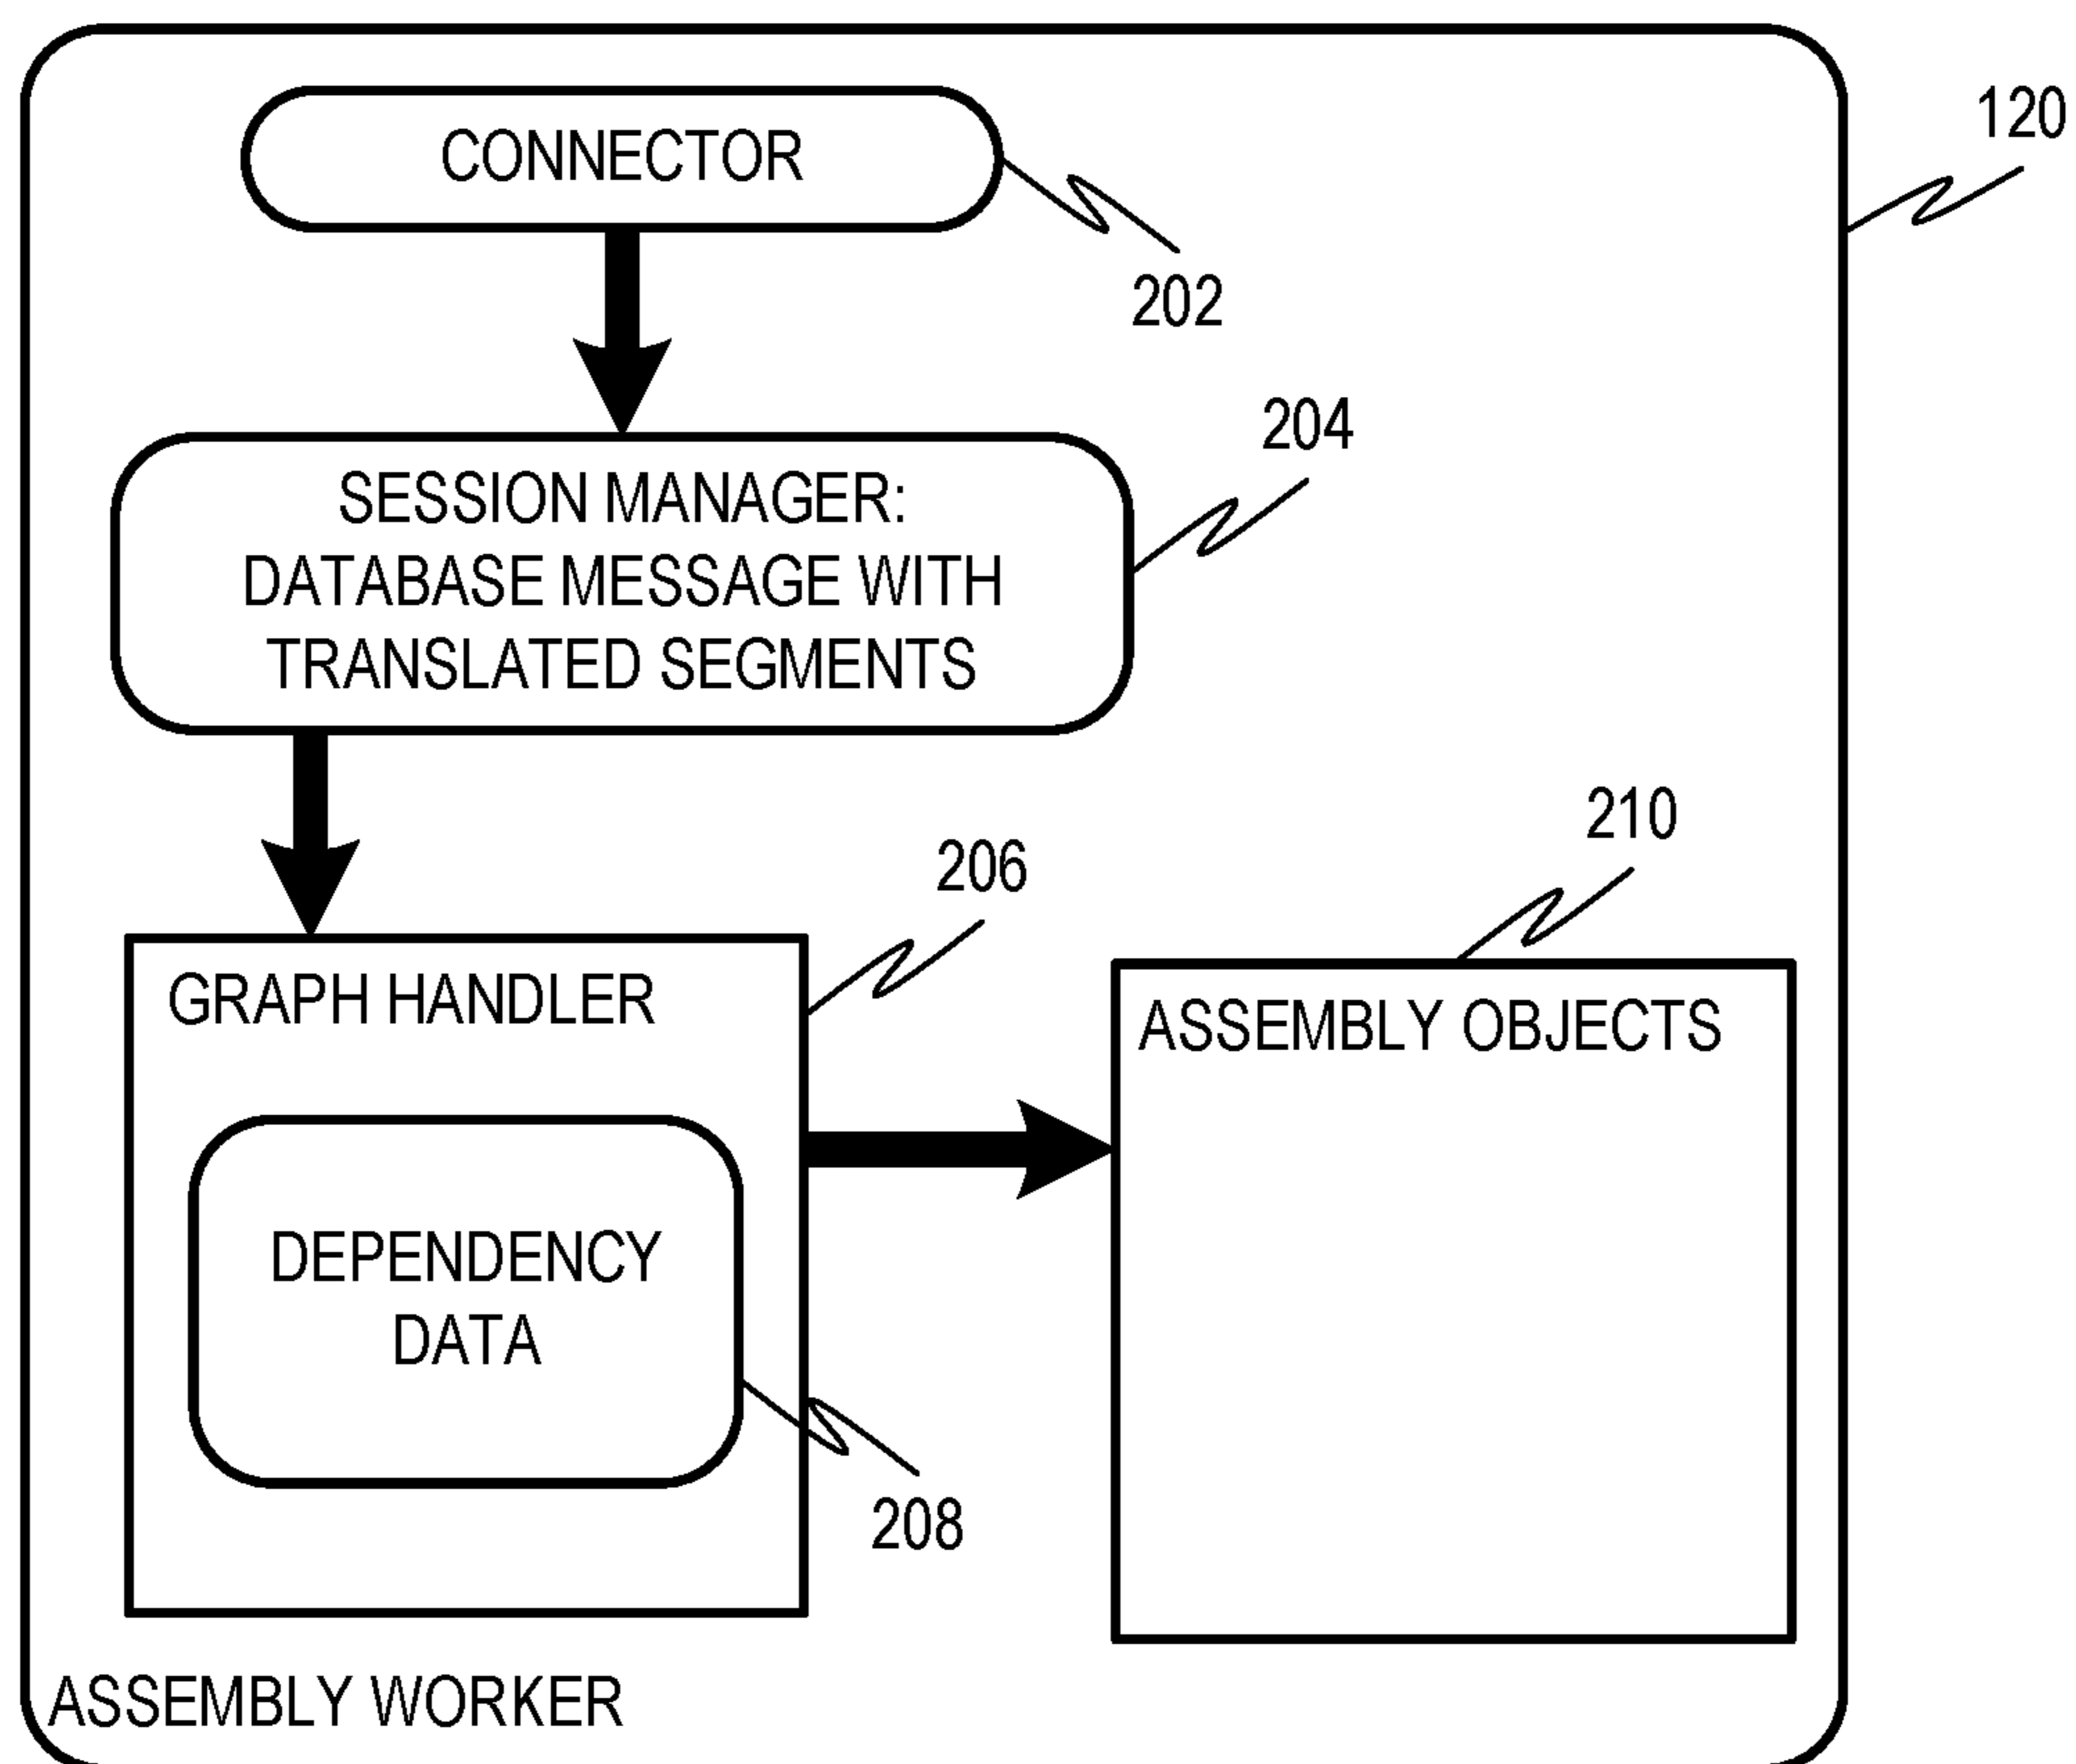 CONNECTOR
120
202
204
SESSION MANAGER:
DATABASE MESSAGE WITH
TRANSLATED SEGMENTS
210
206
GRAPH HANDLER
ASSEMBLY OBJECTS
DEPENDENCY
DATA
208
ASSEMBLY WORKER